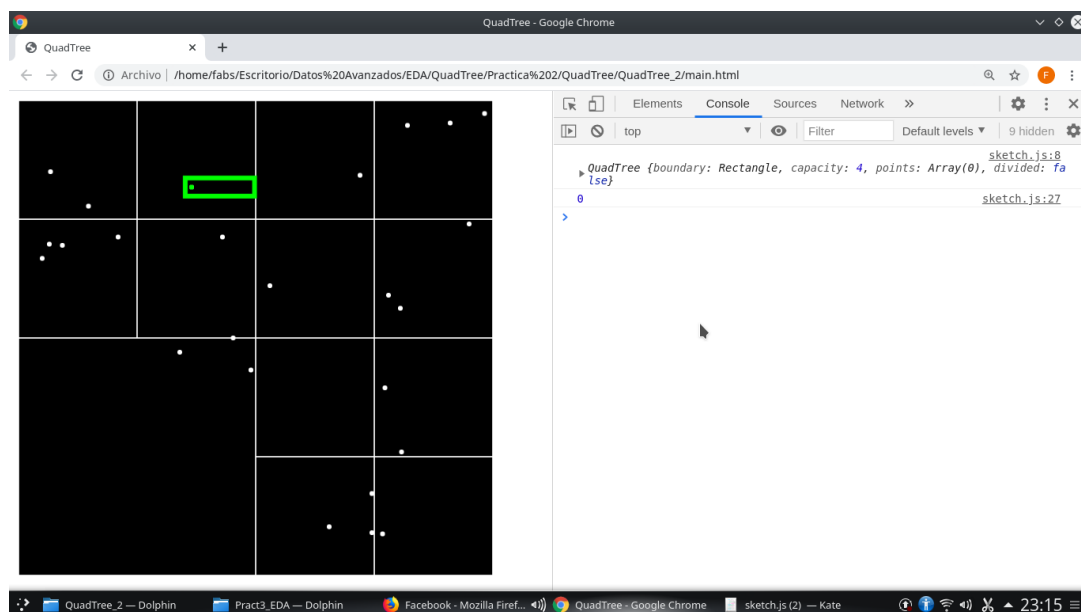 QuadTree - Google Chrome
QuadTree × +
Archivo | /home/fabs/Escritorio/Datos%20Avanzados/EDA/QuadTree/Practica%202/QuadTree/QuadTree_2/main.html F
Elements Console Sources Network »
top Filter Default levels ▼ 9 hidden
sketch.js:8
QuadTree {boundary: Rectangle, capacity: 4, points: Array(0), divided: fa
lse}
0 sketch.js:27
>
QuadTree_2 — Dolphin Pract3_EDA — Dolphin Facebook - Mozilla Firef... QuadTree - Google Chrome sketch.js (2) — Kate 23:15